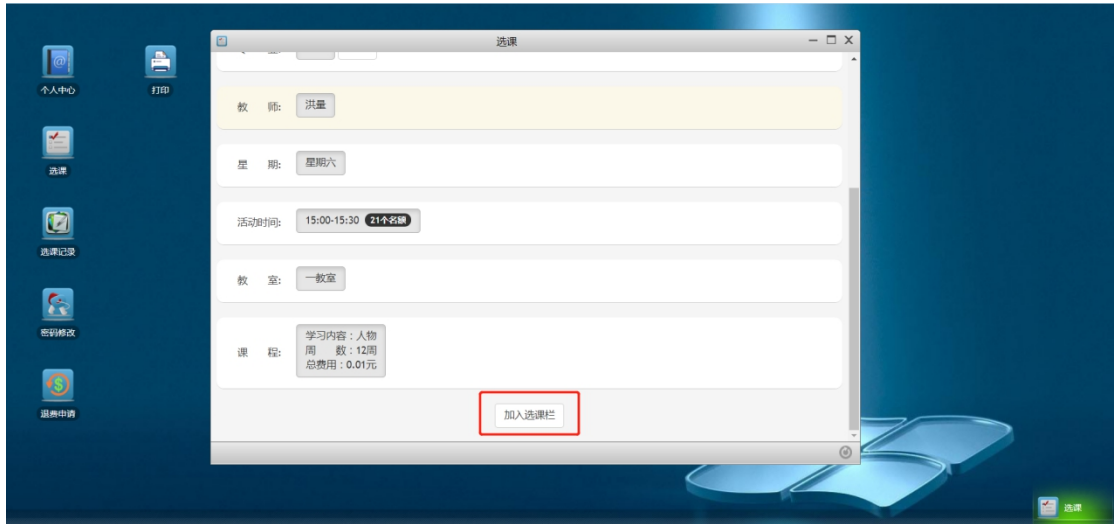 选课
个人中心
打印
教 师:
洪量
选课
星 期:
星期六
活动时间:
15:00-15:30 21个名额
选课记录
教 室:
一教室
密码修改
课 程:
学习内容：人物
周 数：12周
总费用：0.01元
退费申请
加入选课栏
选课